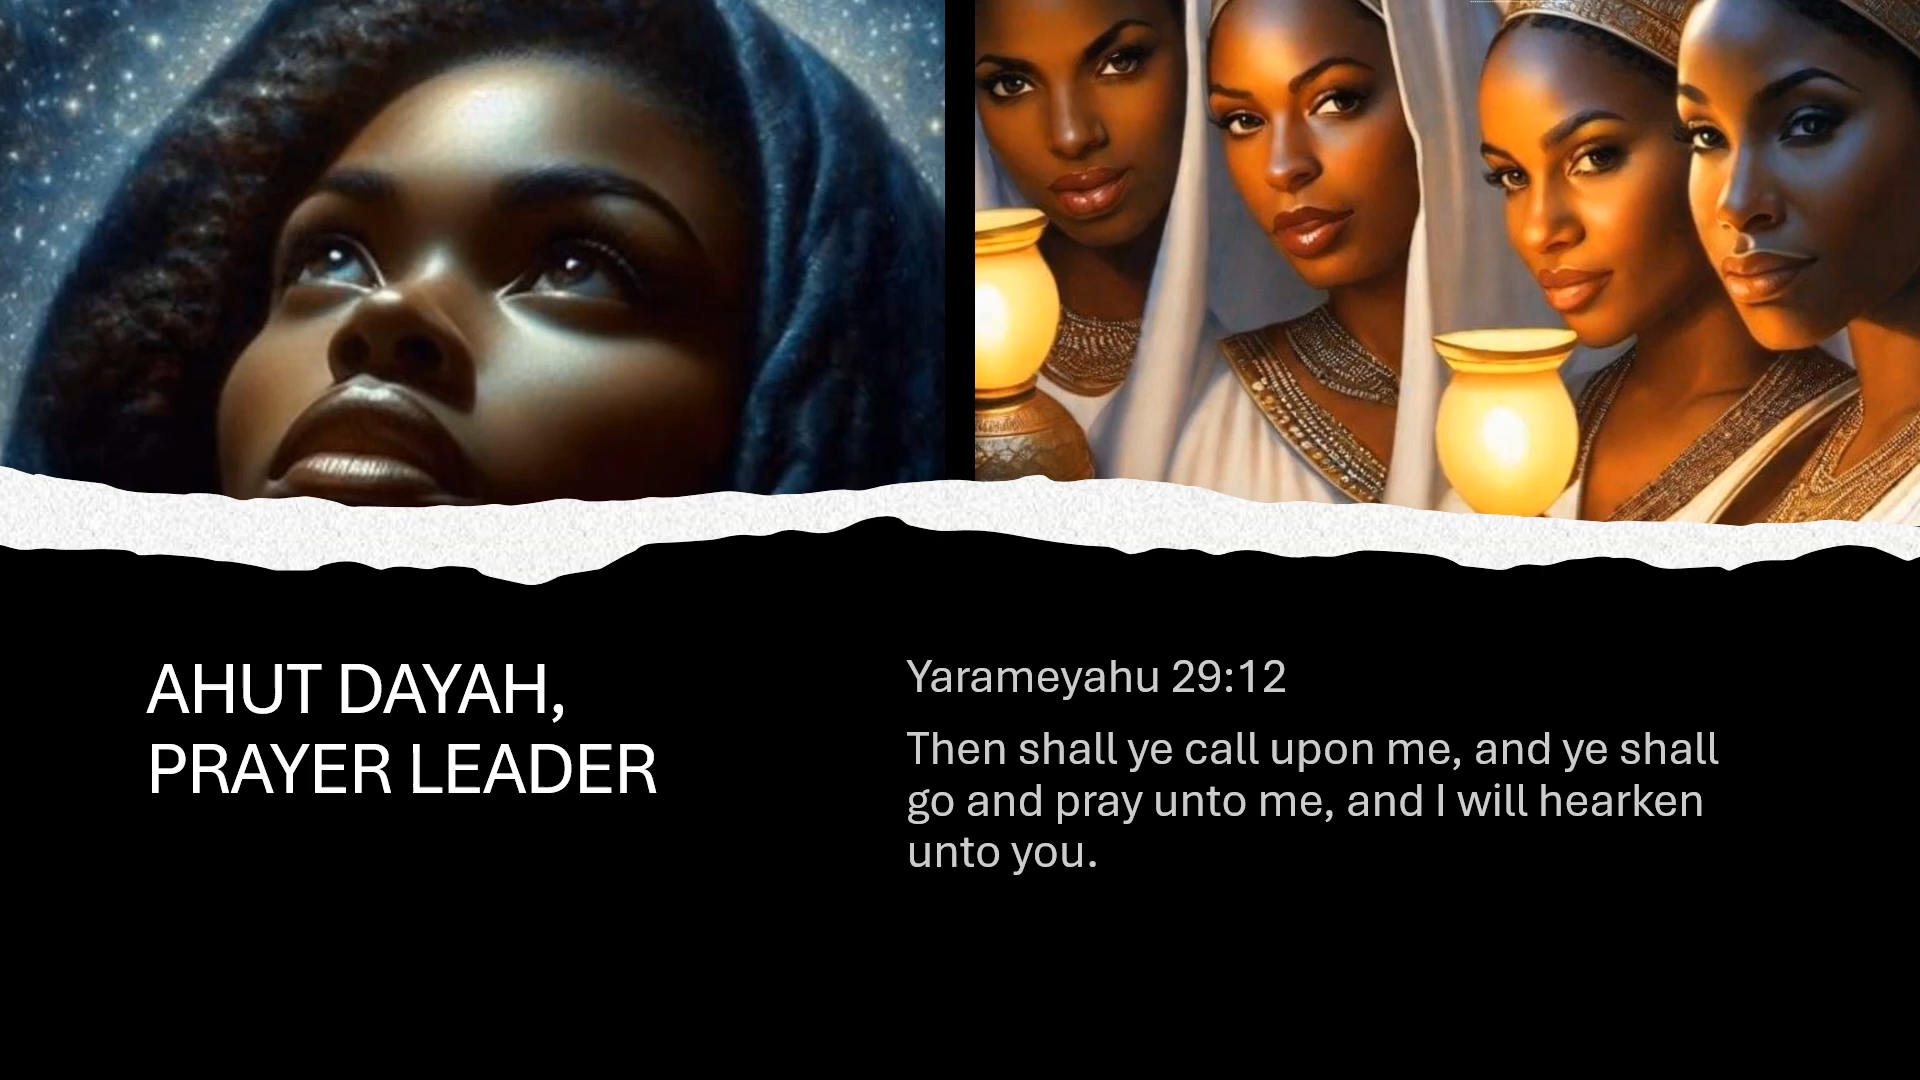 AHUT DAYAH,
PRAYER LEADER
Yarameyahu 29:12
Then shall ye call upon me, and ye shall
go and pray unto me, and I will hearken
unto you.